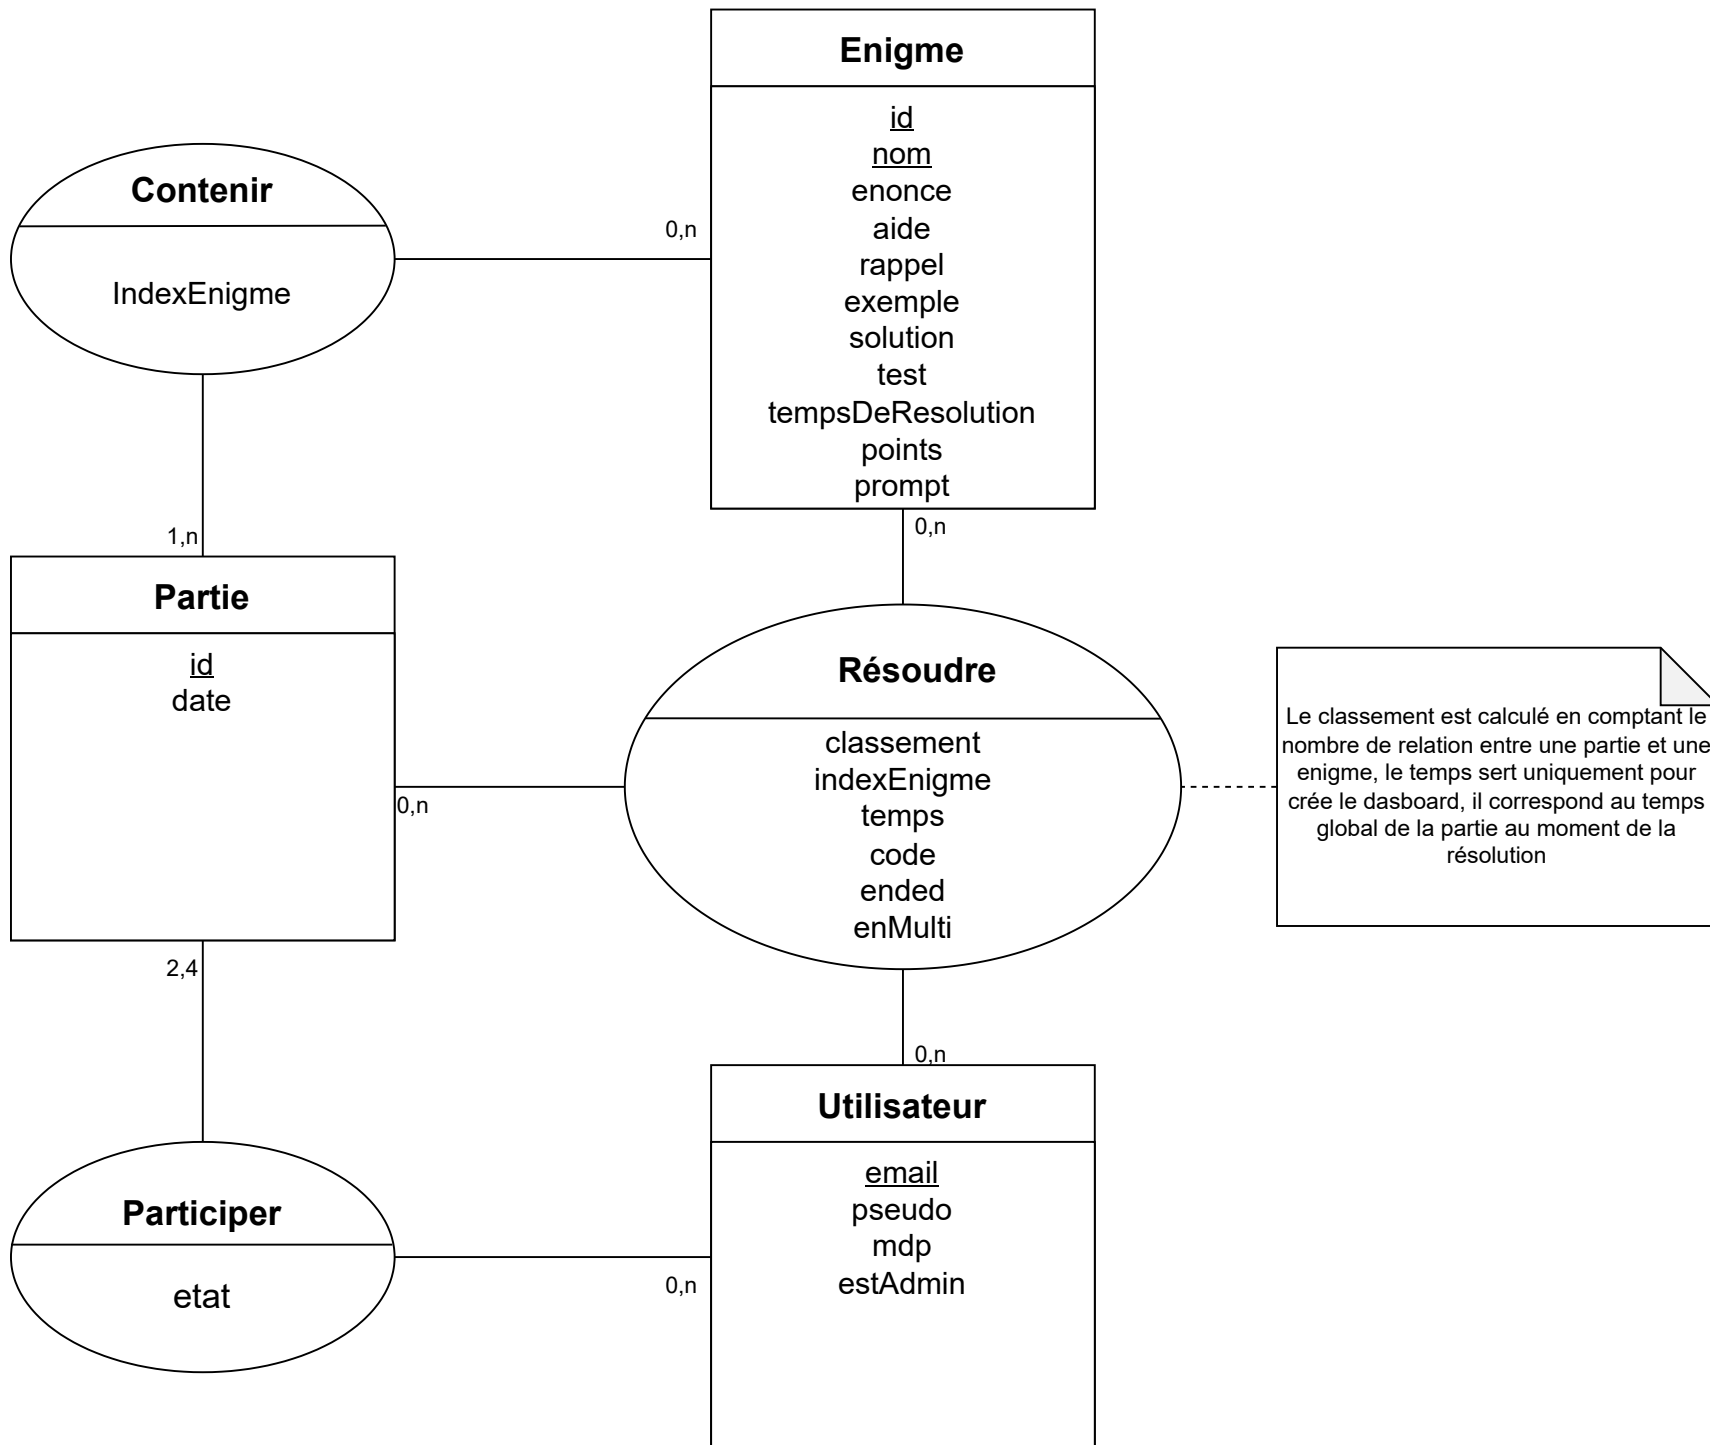 Enigme
id
nom
enonce
aide
rappel
exemple
solution
test
tempsDeResolution
points
prompt
Contenir
IndexEnigme
0,n
1,n
0,n
Partie
id
date
Résoudre
classement
indexEnigme
temps
code
ended
enMulti
0,n
Le classement est calculé en comptant le
nombre de relation entre une partie et une
enigme, le temps sert uniquement pour
crée le dasboard, il correspond au temps
global de la partie au moment de la
résolution
2,4
0,n
Utilisateur
email
pseudo
mdp
estAdmin
Participer
etat
0,n